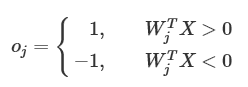 o_j = { 1, W_j^T X > 0
−1, W_j^T X < 0